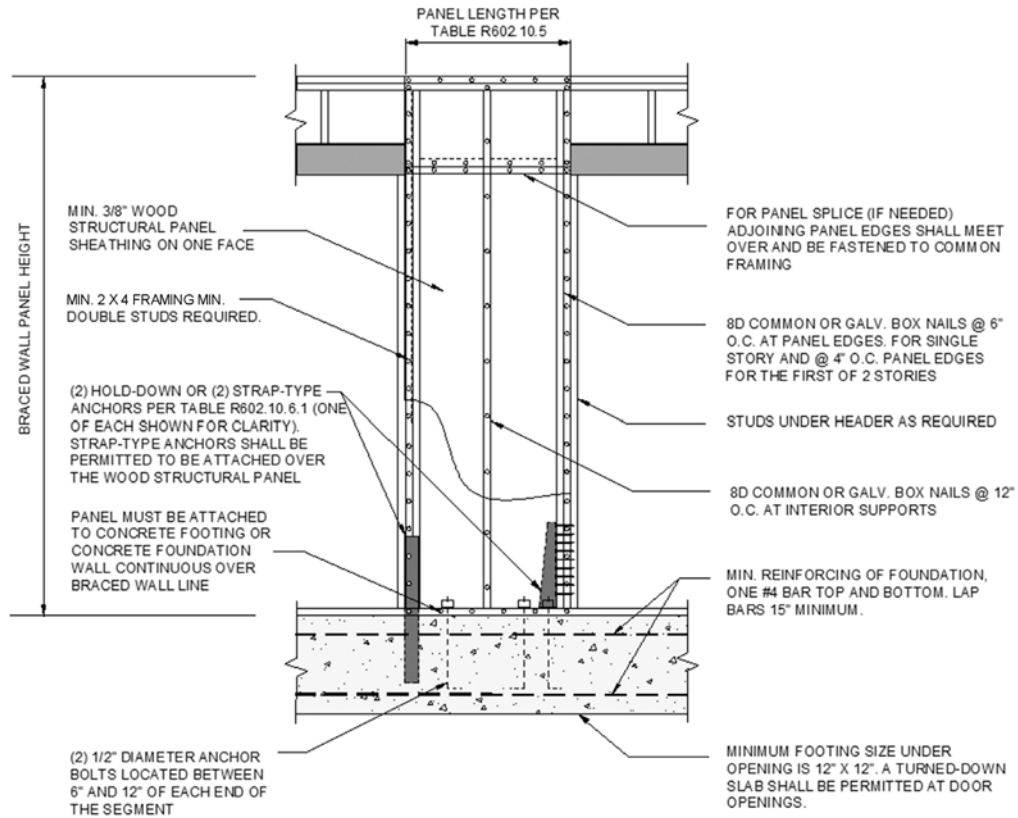 PANEL LENGTH PER
TABLE R602.10.5
BRACED WALL PANEL HEIGHT
MIN. 3/8" WOOD
STRUCTURAL PANEL
SHEATHING ON ONE FACE
MIN. 2 X 4 FRAMING MIN.
DOUBLE STUDS REQUIRED.
(2) HOLD-DOWN OR (2) STRAP-TYPE
ANCHORS PER TABLE R602.10.6.1 (ONE
OF EACH SHOWN FOR CLARITY).
STRAP-TYPE ANCHORS SHALL BE
PERMITTED TO BE ATTACHED OVER
THE WOOD STRUCTURAL PANEL
PANEL MUST BE ATTACHED
TO CONCRETE FOOTING OR
CONCRETE FOUNDATION
WALL CONTINUOUS OVER
BRACED WALL LINE
(2) 1/2" DIAMETER ANCHOR
BOLTS LOCATED BETWEEN
6" AND 12" OF EACH END OF
THE SEGMENT
FOR PANEL SPLICE (IF NEEDED)
ADJOINING PANEL EDGES SHALL MEET
OVER AND BE FASTENED TO COMMON
FRAMING
8D COMMON OR GALV. BOX NAILS @ 6"
O.C. AT PANEL EDGES. FOR SINGLE
STORY AND @ 4" O.C. PANEL EDGES
FOR THE FIRST OF 2 STORIES
STUDS UNDER HEADER AS REQUIRED
8D COMMON OR GALV. BOX NAILS @ 12"
O.C. AT INTERIOR SUPPORTS
MIN. REINFORCING OF FOUNDATION,
ONE #4 BAR TOP AND BOTTOM. LAP
BARS 15" MINIMUM.
MINIMUM FOOTING SIZE UNDER
OPENING IS 12" X 12". A TURNED-DOWN
SLAB SHALL BE PERMITTED AT DOOR
OPENINGS.